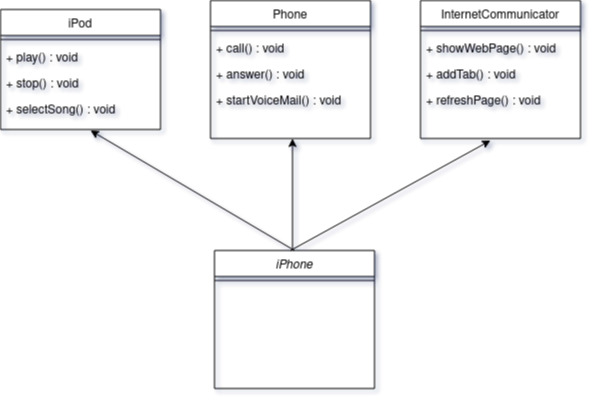 iPod
+ play() : void
+ stop() : void
+ selectSong() : void
Phone
+ call() : void
+ answer() : void
+ startVoiceMail() : void
InternetCommunicator
+ showWebPage() : void
+ addTab() : void
+ refreshPage() : void
iPhone